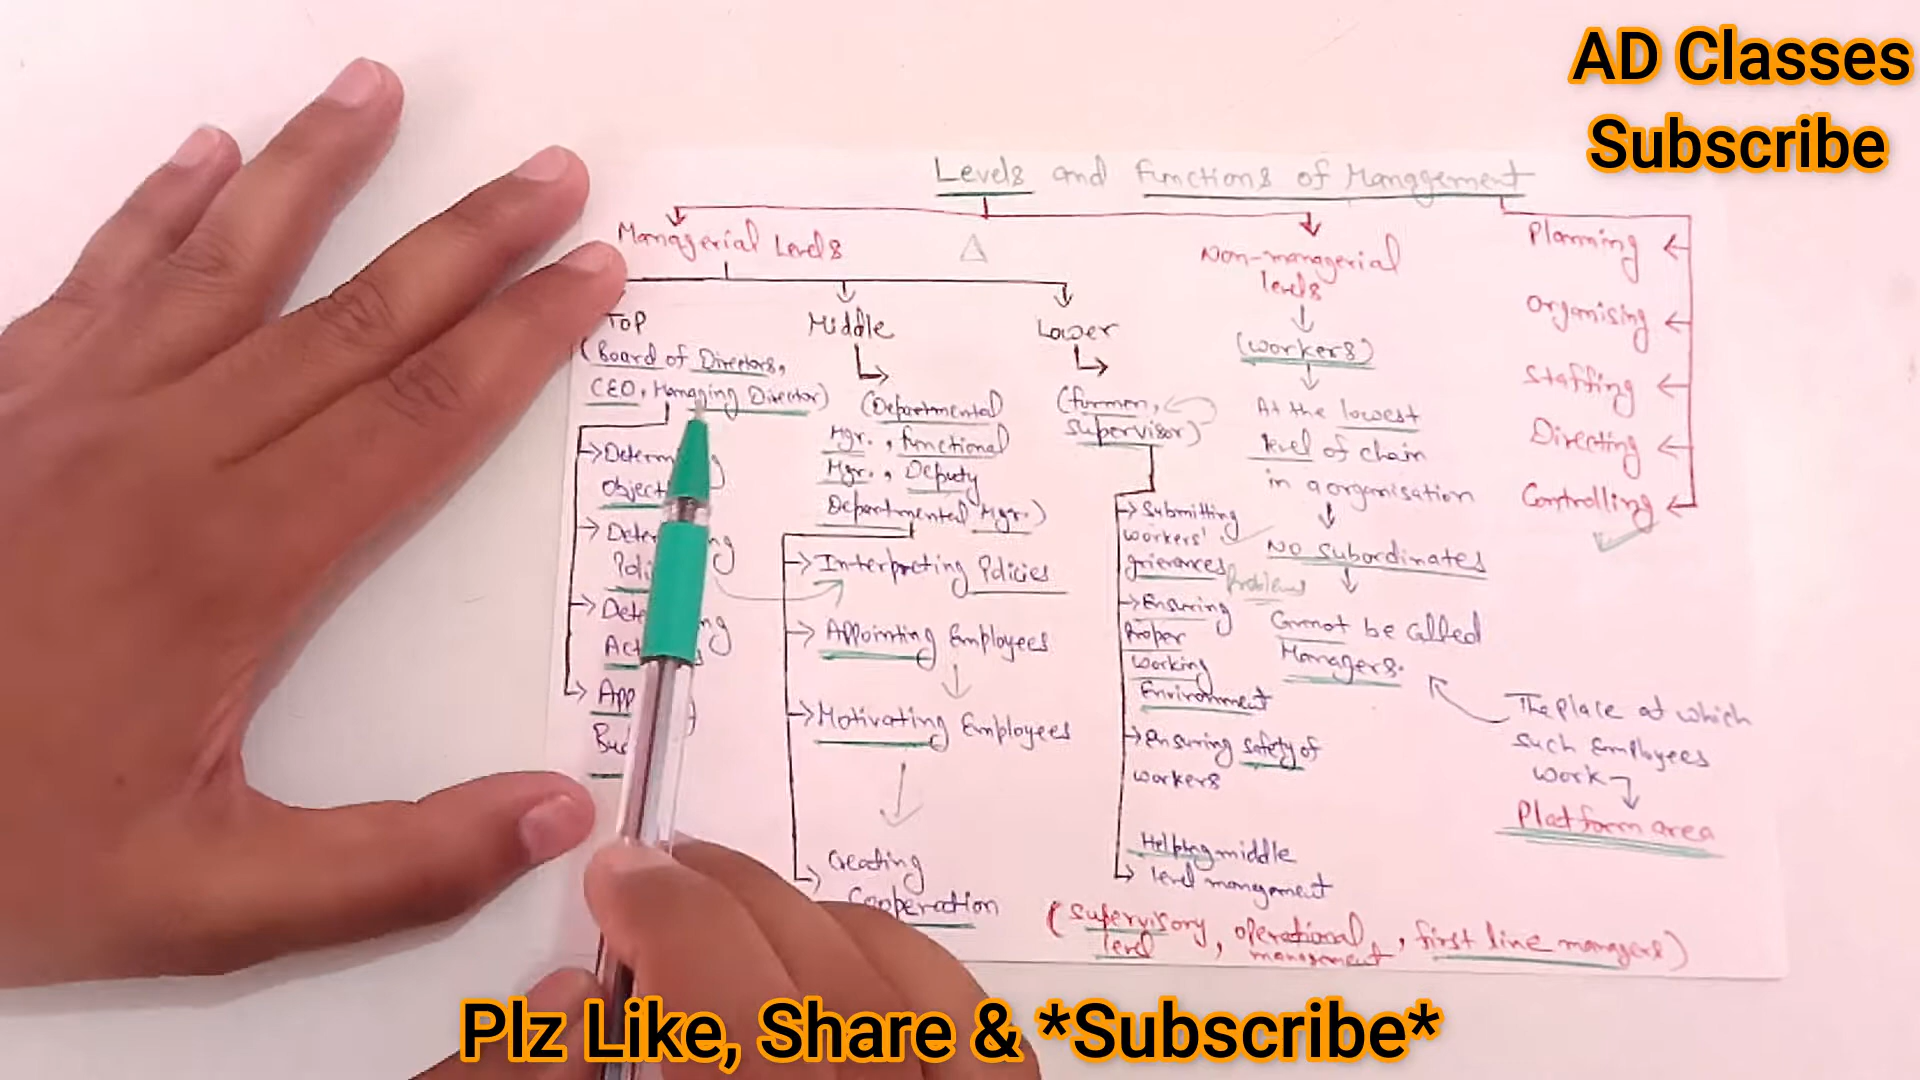 AD Classes
Subscribe
Levels and functions of Management
Managerial Levels
Non-managerial
levels
Planning
Organising
Staffing
Directing
Controlling
TOP
(Board of Directors,
CEO, Managing Director)
Object
Middle
(Departmental
Mgr., functional
Mgr., Deputy
Departmental Mgr.)
Interpreting Policies
Appointing Employees
Motivating Employees
Creating
Cooperation
Lower
(formen,
supervisor)
Submitting
workers'
grievances
Problems
Ensuring
Proper
working
Environment
Ensuring safety of
workers
Helping middle
level management
(workers)
At the lowest
level of chain
in a organisation
No subordinates
Cannot be called
Managers.
The place at which
such Employees
work
Platform area
(supervisory, operational, first line managers)
level, management
Plz Like, Share & *Subscribe*